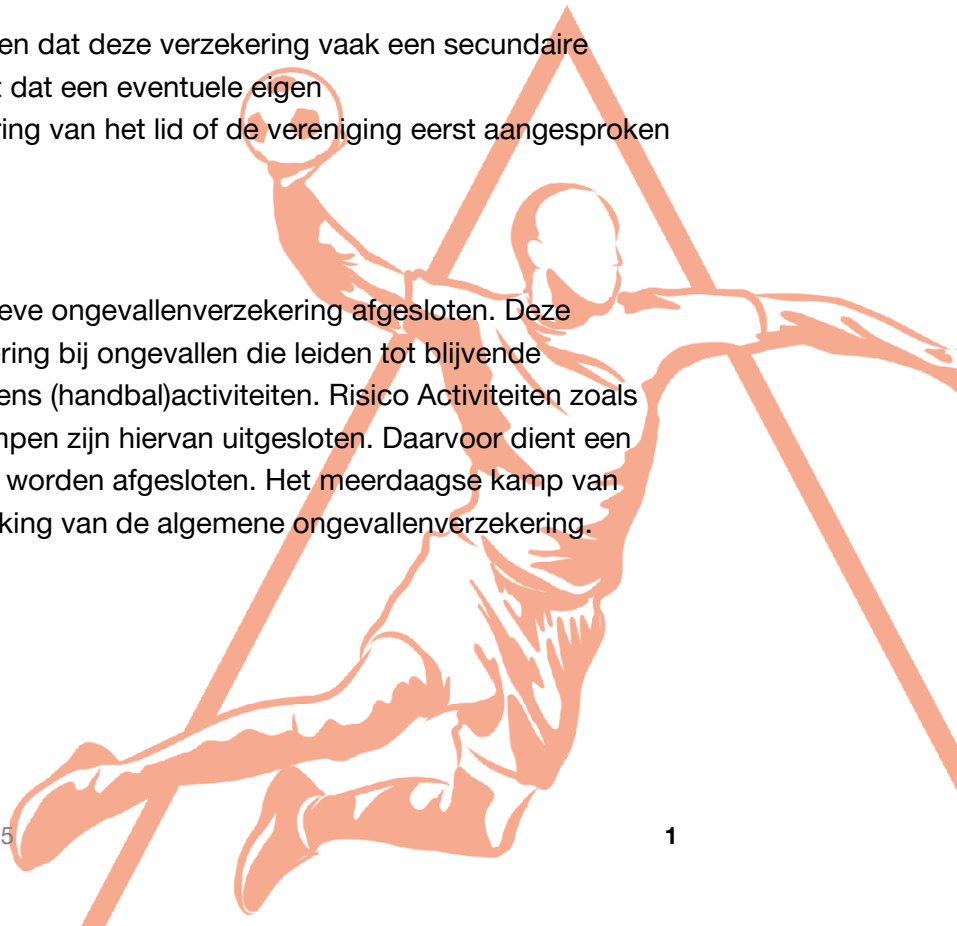 en dat deze verzekering vaak een secundaire
dat een eventuele eigen
ring van het lid of de vereniging eerst aangesproken
eve ongevallenverzekering afgesloten. Deze
ering bij ongevallen die leiden tot blijvende
ens (handbal)activiteiten. Risico Activiteiten zoals
mpen zijn hiervan uitgesloten. Daarvoor dient een
worden afgesloten. Het meerdaagse kamp van
king van de algemene ongevallenverzekering.
5
1